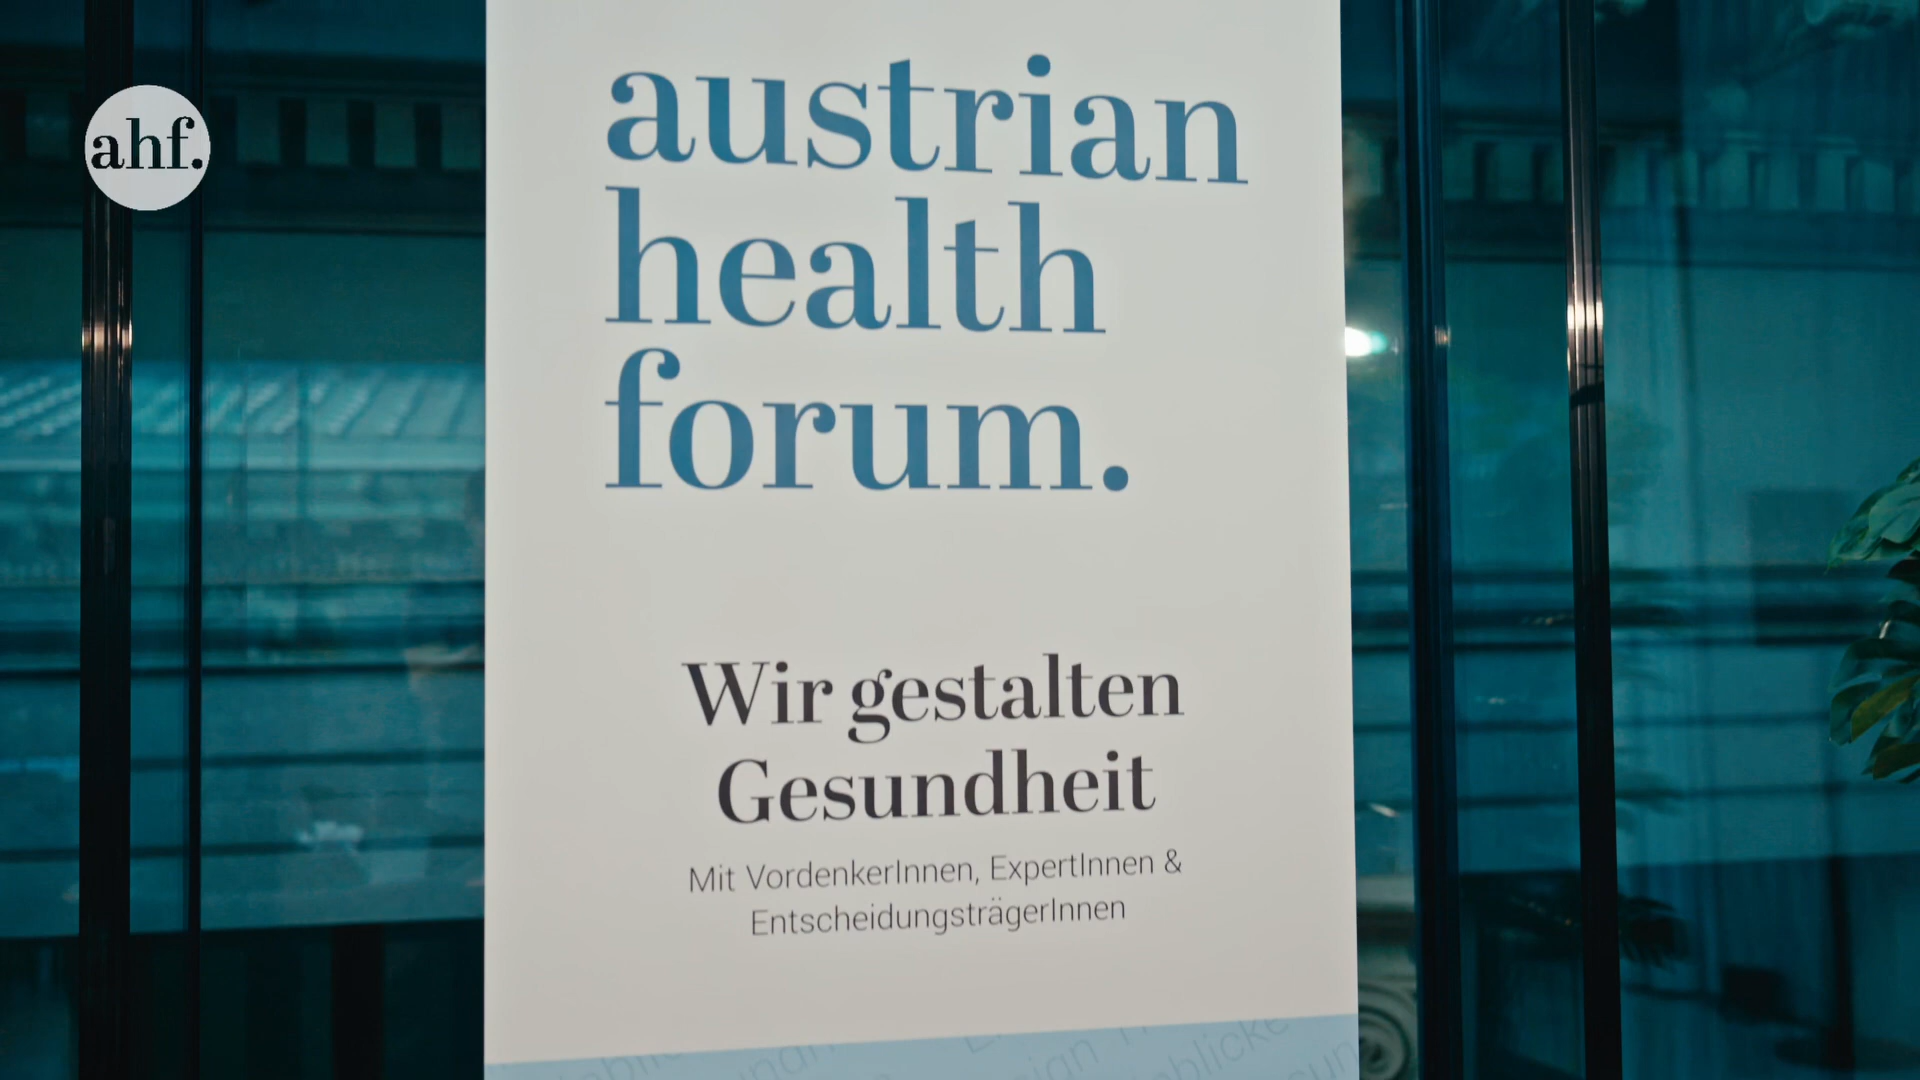 ahf.
austrian
health
forum.
Wir gestalten
Gesundheit
Mit VordenkerInnen, ExpertInnen &
EntscheidungsträgerInnen